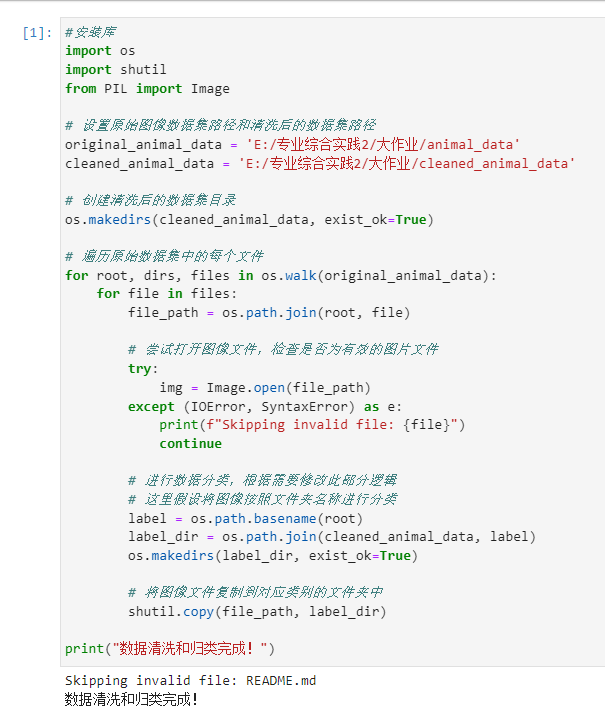 [1]: #安装库
import os
import shutil
from PIL import Image
# 设置原始图像数据集路径和清洗后的数据集路径
original_animal_data = 'E:/专业综合实践2/大作业/animal_data'
cleaned_animal_data = 'E:/专业综合实践2/大作业/cleaned_animal_data'
# 创建清洗后的数据集目录
os.makedirs(cleaned_animal_data, exist_ok=True)
# 遍历原始数据集中的每个文件
for root, dirs, files in os.walk(original_animal_data):
    for file in files:
        file_path = os.path.join(root, file)
        # 尝试打开图像文件，检查是否为有效的图片文件
        try:
            img = Image.open(file_path)
        except (IOError, SyntaxError) as e:
            print(f"Skipping invalid file: {file}")
            continue
        # 进行数据分类，根据需要修改此部分逻辑
        # 这里假设将图像按照文件夹名称进行分类
        label = os.path.basename(root)
        label_dir = os.path.join(cleaned_animal_data, label)
        os.makedirs(label_dir, exist_ok=True)
        # 将图像文件复制到对应类别的文件夹中
        shutil.copy(file_path, label_dir)
print("数据清洗和归类完成！")
Skipping invalid file: README.md
数据清洗和归类完成！